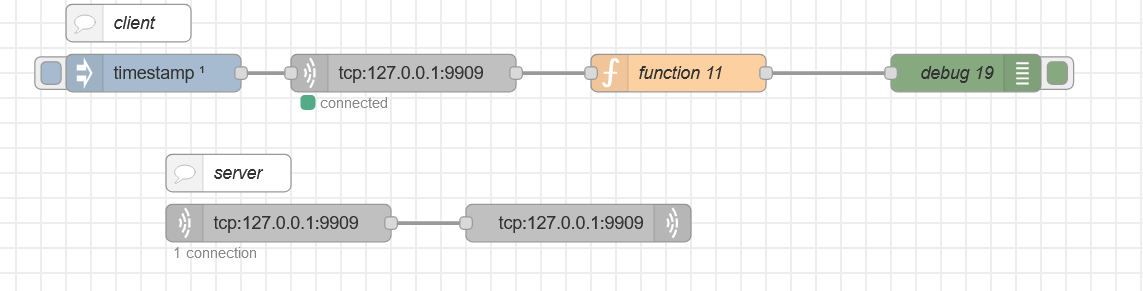 client
timestamp ¹
tcp:127.0.0.1:9909
function 11
debug 19
connected
server
tcp:127.0.0.1:9909
tcp:127.0.0.1:9909
1 connection